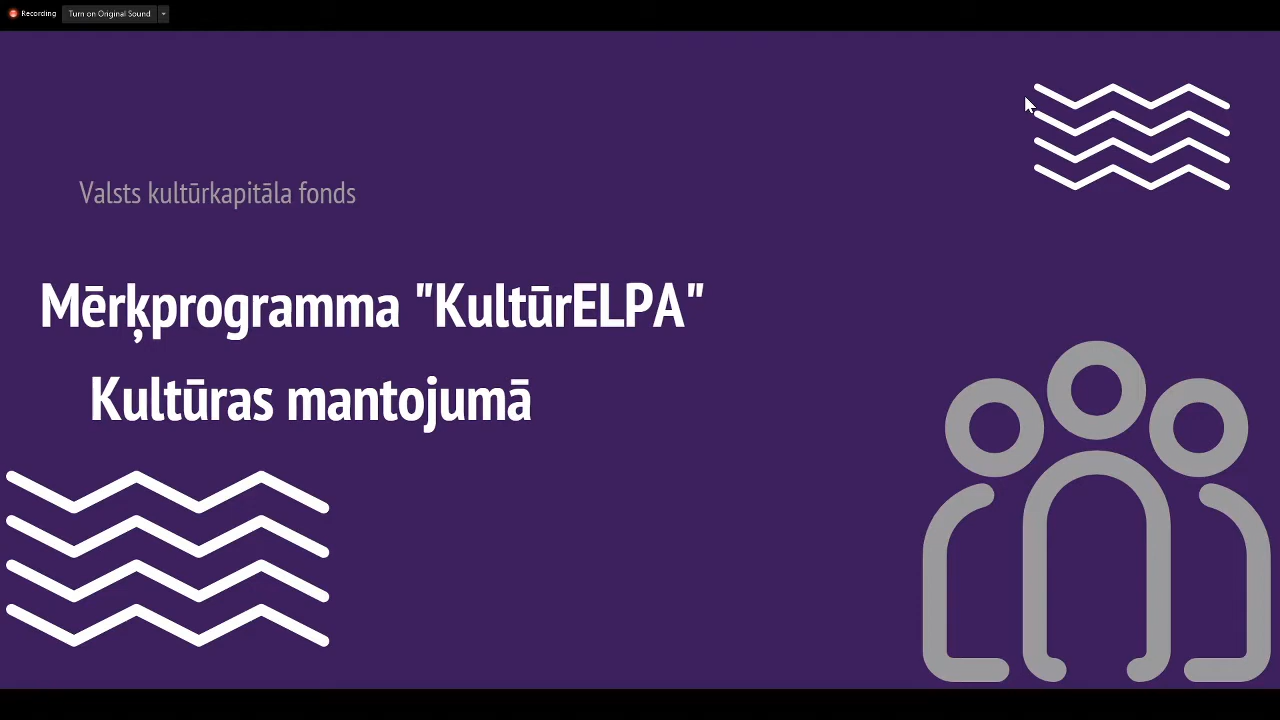 Recording
Turn on Original Sound
Valsts kultūrkapitāla fonds
Mērķprogramma "KultūrELPA"
Kultūras mantojumā